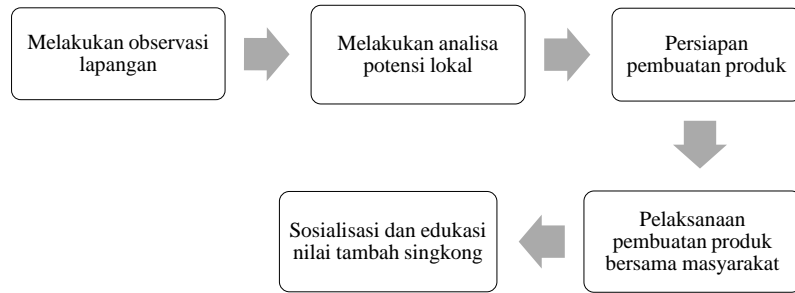 Melakukan observasi
lapangan
Melakukan analisa
potensi lokal
Persiapan
pembuatan produk
Pelaksanaan
pembuatan produk
bersama masyarakat
Sosialisasi dan edukasi
nilai tambah singkong